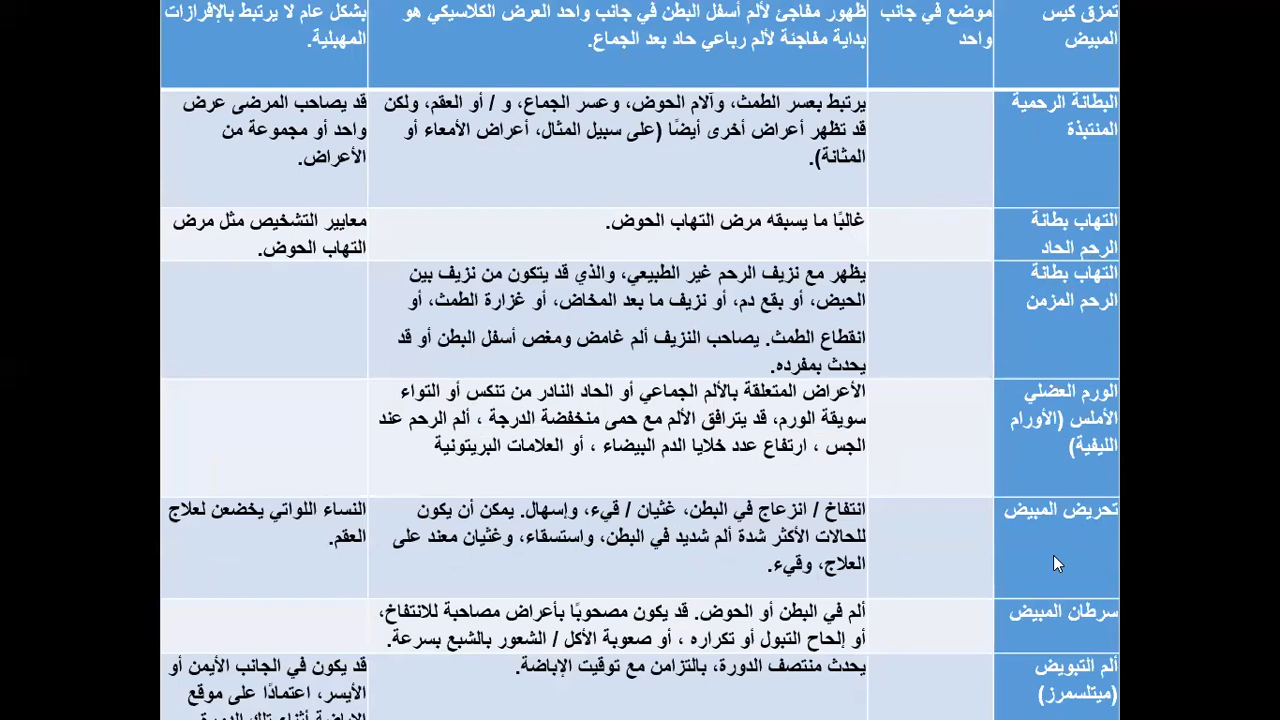 تمزق كيس
المبيض
موضع في جانب
واحد
ظهور مفاجئ لألم أسفل البطن في جانب واحد العرض الكلاسيكي هو
بداية مفاجئة لألم رباعي حاد بعد الجماع.
بشكل عام لا يرتبط بالإفرازات
المهبلية.
البطانة الرحمية
المنتبذة
يرتبط بعسر الطمث، وآلام الحوض، وعسر الجماع، و / أو العقم، ولكن
قد تظهر أعراض أخرى أيضًا (على سبيل المثال، أعراض الأمعاء أو
المثانة).
قد يصاحب المرضى عرض
واحد أو مجموعة من
الأعراض.
التهاب بطانة
الرحم الحاد
غالبًا ما يسبقه مرض التهاب الحوض.
معايير التشخيص مثل مرض
التهاب الحوض.
التهاب بطانة
الرحم المزمن
يظهر مع نزيف الرحم غير الطبيعي، والذي قد يتكون من نزيف بين
الحيض، أو بقع دم، أو نزيف ما بعد المخاض، أو غزارة الطمث، أو
انقطاع الطمث. يصاحب النزيف ألم غامض ومغص أسفل البطن أو قد
يحدث بمفرده.
الورم العضلي
الأملس (الأورام
الليفية)
الأعراض المتعلقة بالألم الجماعي أو الحاد النادر من تنكس أو التواء
سويقة الورم، قد يترافق الألم مع حمى منخفضة الدرجة ، ألم الرحم عند
الجس ، ارتفاع عدد خلايا الدم البيضاء ، أو العلامات البريتونية
تحريض المبيض
انتفاخ / انزعاج في البطن، غثيان / قيء، وإسهال. يمكن أن يكون
للحالات الأكثر شدة ألم شديد في البطن، واستسقاء، وغثيان معند على
العلاج، وقيء.
النساء اللواتي يخضعن لعلاج
العقم.
سرطان المبيض
ألم في البطن أو الحوض. قد يكون مصحوبًا بأعراض مصاحبة للانتفاخ،
أو إلحاح التبول أو تكراره ، أو صعوبة الأكل / الشعور بالشبع بسرعة.
ألم التبويض
(ميتلسمرز)
يحدث منتصف الدورة، بالتزامن مع توقيت الإباضة.
قد يكون في الجانب الأيمن أو
الأيسر، اعتمادًا على موقع
الإباضة أثناء تلك الدورة